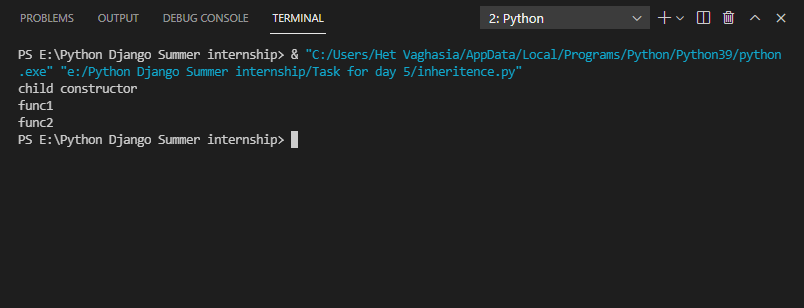 PROBLEMS OUTPUT DEBUG CONSOLE TERMINAL 2: Python
PS E:\Python Django Summer internship> & "C:/Users/Het Vaghasia/AppData/Local/Programs/Python/Python39/python
.exe" "e:/Python Django Summer internship/Task for day 5/inheritence.py"
child constructor
func1
func2
PS E:\Python Django Summer internship>